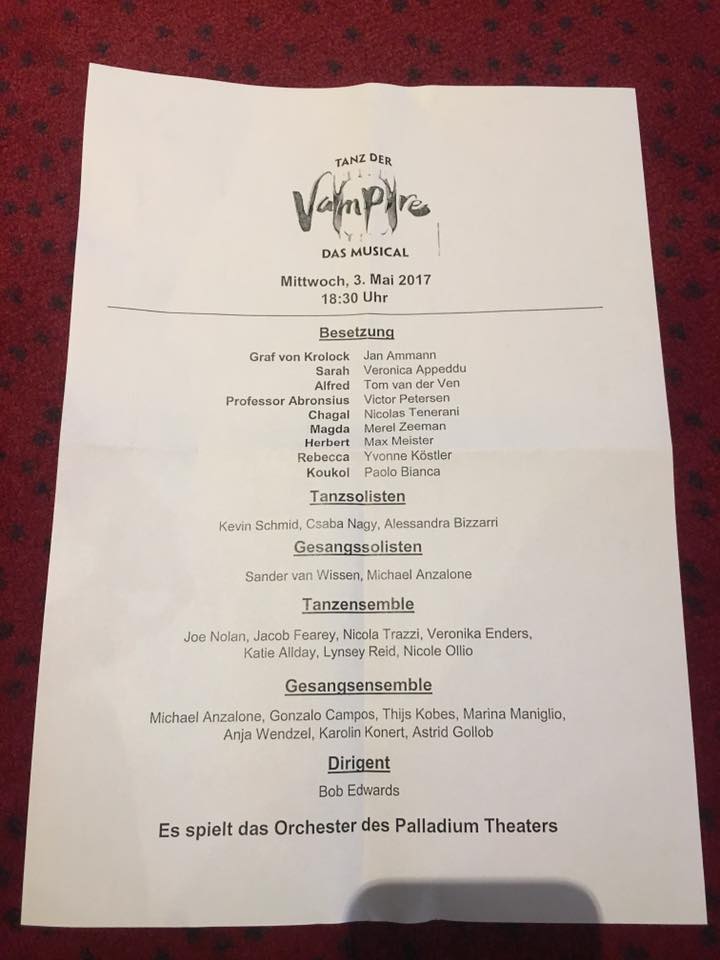 TANZ DER
Vampire
DAS MUSICAL
Mittwoch, 3. Mai 2017
18:30 Uhr
Besetzung
Graf von Krolock Jan Ammann
Sarah Veronica Appeddu
Alfred Tom van der Ven
Professor Abronsius Victor Petersen
Chagal Nicolas Tenerani
Magda Merel Zeeman
Herbert Max Meister
Rebecca Yvonne Köstler
Koukol Paolo Bianca
Tanzsolisten
Kevin Schmid, Csaba Nagy, Alessandra Bizzarri
Gesangssolisten
Sander van Wissen, Michael Anzalone
Tanzensemble
Joe Nolan, Jacob Fearey, Nicola Trazzi, Veronika Enders,
Katie Allday, Lynsey Reid, Nicole Ollio
Gesangsensemble
Michael Anzalone, Gonzalo Campos, Thijs Kobes, Marina Maniglio,
Anja Wendzel, Karolin Konert, Astrid Gollob
Dirigent
Bob Edwards
Es spielt das Orchester des Palladium Theaters